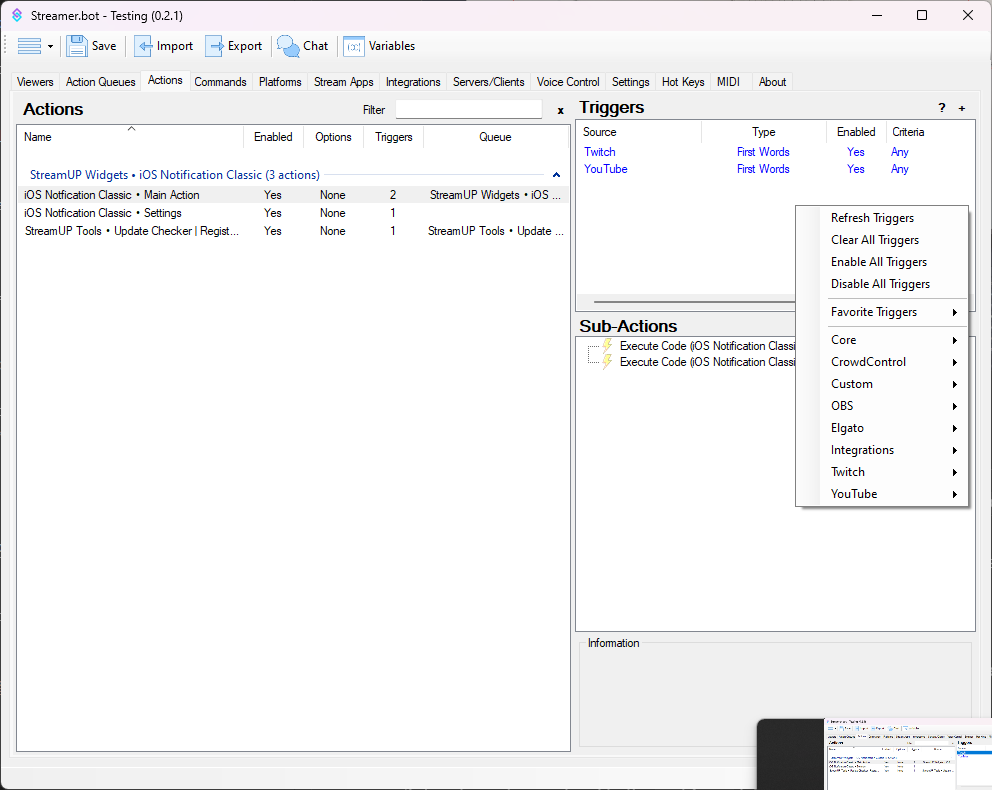 Streamer.bot - Testing (0.2.1)
Save Import Export Chat Variables
Viewers Action Queues Actions Commands Platforms Stream Apps Integrations Servers/Clients Voice Control Settings Hot Keys MIDI About
Actions Filter x
Name Enabled Options Triggers Queue
StreamUP Widgets • iOS Notification Classic (3 actions)
iOS Notfication Classic • Main Action Yes None 2 StreamUP Widgets • iOS ...
iOS Notfication Classic • Settings Yes None 1
StreamUP Tools • Update Checker | Regist... Yes None 1 StreamUP Tools • Update ...
Triggers ? +
Source Type Enabled Criteria
Twitch First Words Yes Any
YouTube First Words Yes Any
Refresh Triggers
Clear All Triggers
Enable All Triggers
Disable All Triggers
Favorite Triggers
Core
CrowdControl
Custom
OBS
Elgato
Integrations
Twitch
YouTube
Sub-Actions
Execute Code (iOS Notification Classi
Execute Code (iOS Notification Classi
Information